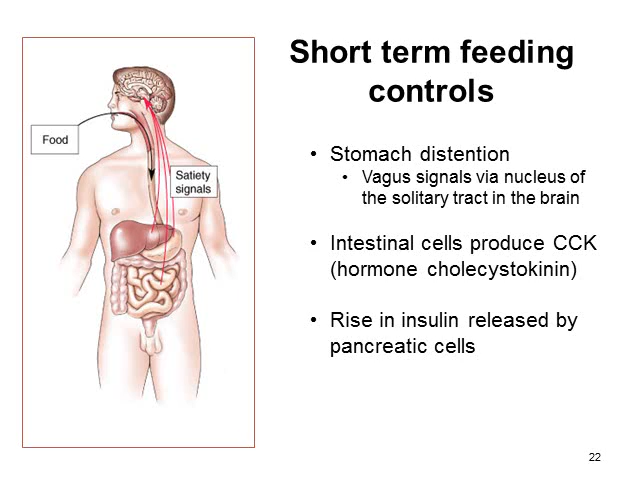 Short term feeding
controls
Food
Satiety
signals
• Stomach distention
• Vagus signals via nucleus of
the solitary tract in the brain
• Intestinal cells produce CCK
(hormone cholecystokinin)
• Rise in insulin released by
pancreatic cells
22